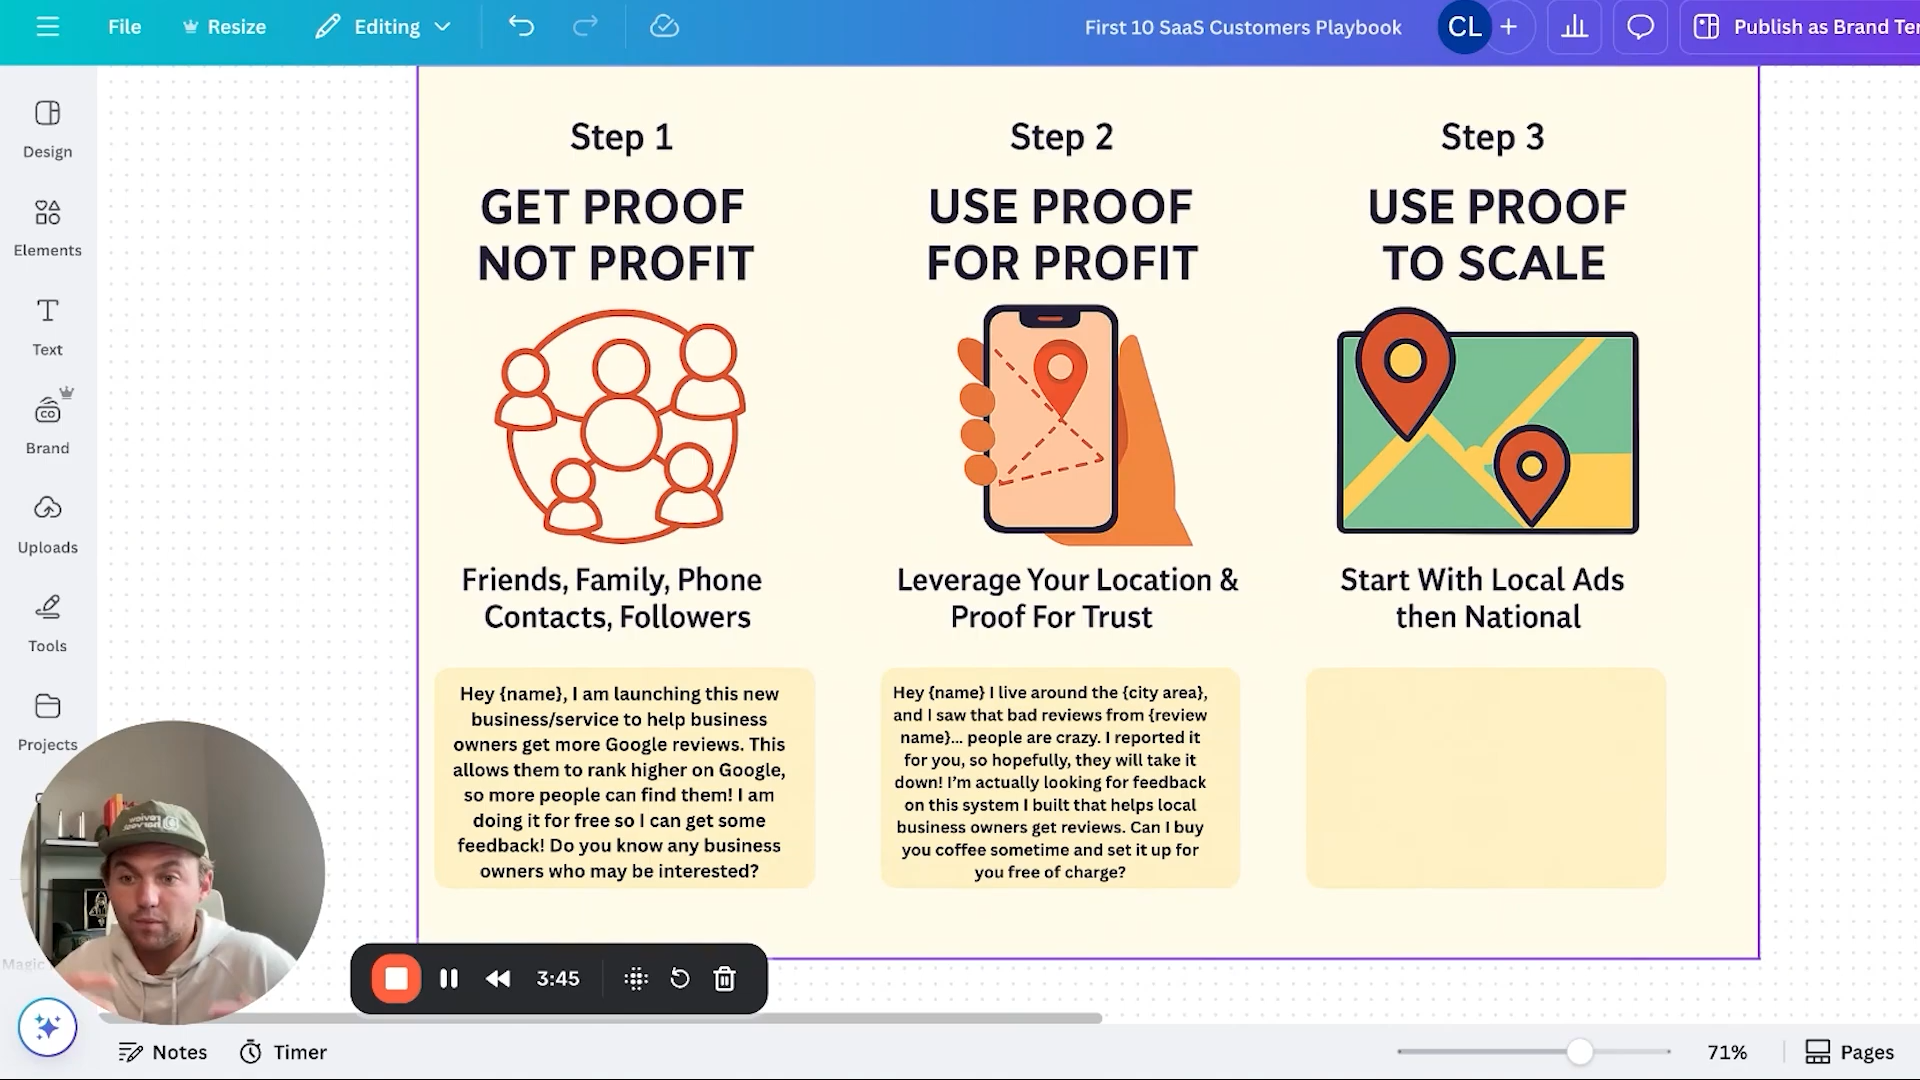 File
Resize
Editing
First 10 SaaS Customers Playbook
CL
Publish as Brand Ter
Design
Elements
Text
CO
Brand
Uploads
Tools
Projects
Magic
Step 1
GET PROOF
NOT PROFIT
Friends, Family, Phone
Contacts, Followers
Hey {name}, I am launching this new
business/service to help business
owners get more Google reviews. This
allows them to rank higher on Google,
so more people can find them! I am
doing it for free so I can get some
feedback! Do you know any business
owners who may be interested?
Step 2
USE PROOF
FOR PROFIT
Leverage Your Location &
Proof For Trust
Hey {name} I live around the {city area},
and I saw that bad reviews from {review
name}... people are crazy. I reported it
for you, so hopefully, they will take it
down! I'm actually looking for feedback
on this system I built that helps local
business owners get reviews. Can I buy
you coffee sometime and set it up for
you free of charge?
Step 3
USE PROOF
TO SCALE
Start With Local Ads
then National
3:45
Notes
Timer
71%
Pages